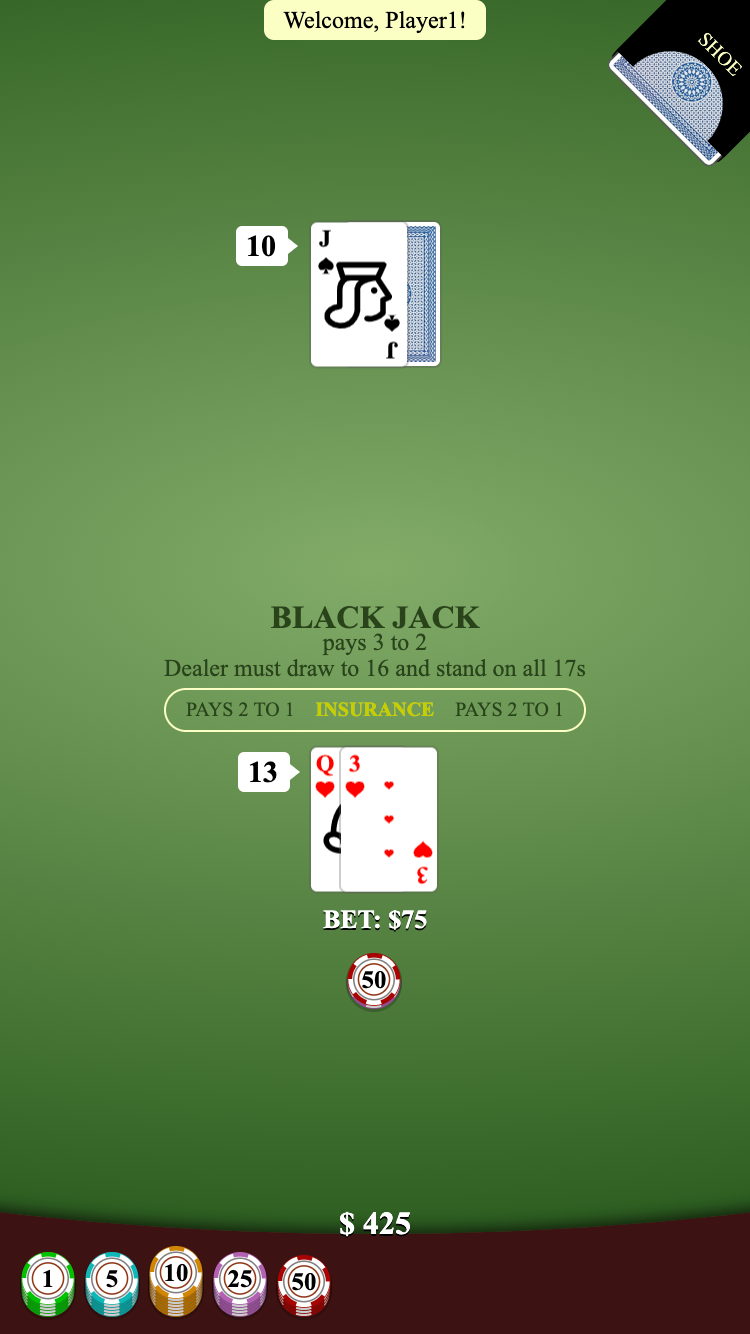 Welcome, Player1!
SHOE
10
J
J
BLACK JACK
pays 3 to 2
Dealer must draw to 16 and stand on all 17s
PAYS 2 TO 1 INSURANCE PAYS 2 TO 1
13
Q 3
3
BET: $75
50
$ 425
1 5 10 25 50